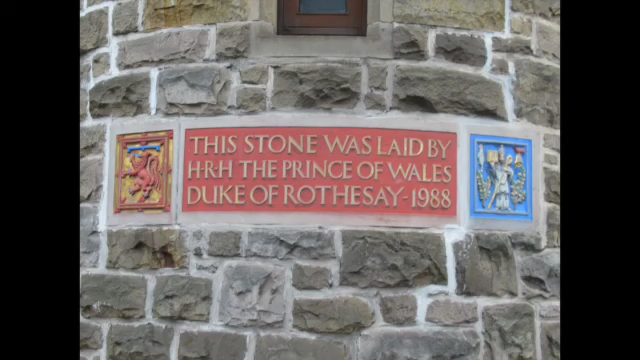 THIS STONE WAS LAID BY
H·R·H THE PRINCE OF WALES
DUKE OF ROTHESAY-1988